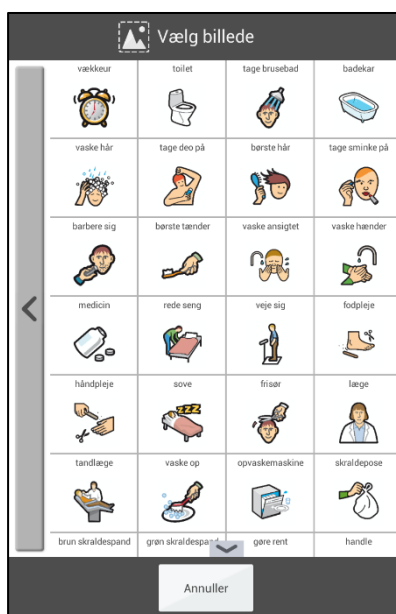 Vælg billede
vækkeur toilet tage brusebad badekar
vaske hår tage deo på børste hår tage sminke på
barbere sig børste tænder vaske ansigtet vaske hænder
medicin rede seng veje sig fodpleje
håndpleje sove frisør læge
ZZZ
tandlæge vaske op opvaskemaskine skraldepose
brun skraldespand grøn skraldespand gøre rent handle
Annuller